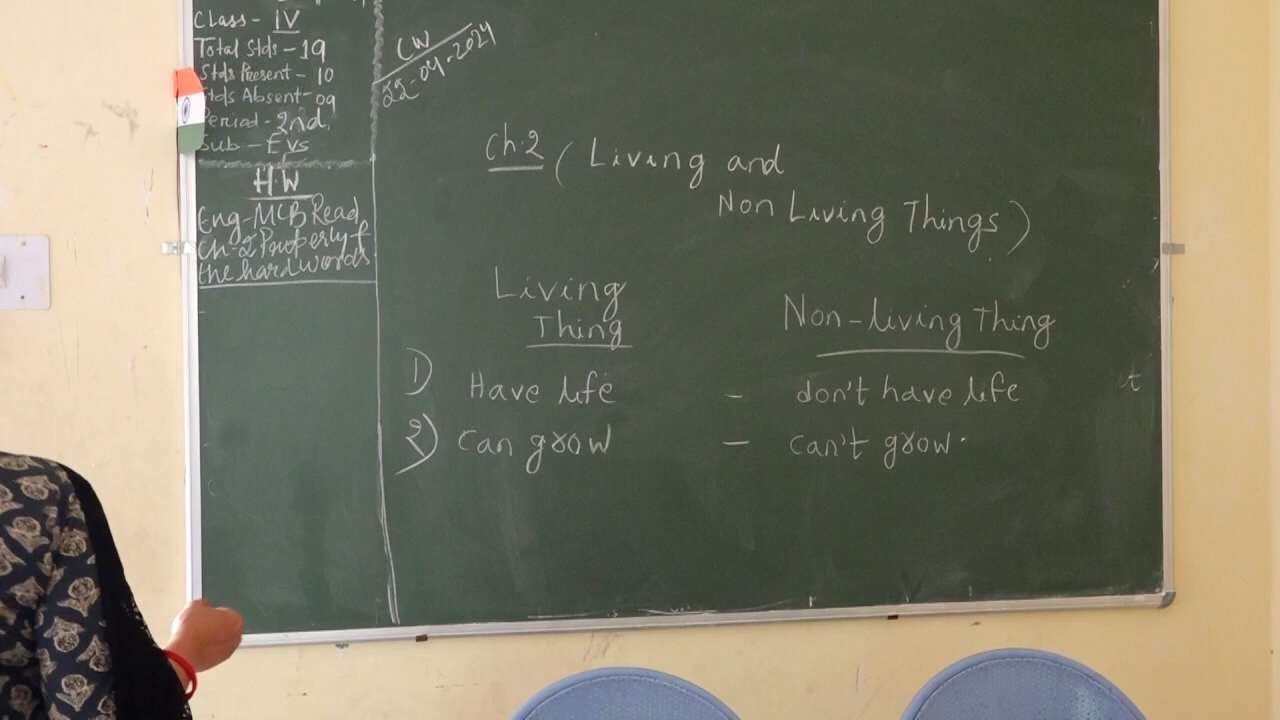 Class - IV
Total Stds - 19
Stds Present - 10
Stds Absent - 09
Period - 2nd.
Sub - EVS
HW
Eng - MCB Read
Ch-2 Properly f
the hard words
CW
22-04-2024
Ch.2 ( Living and
Non Living Things )
Living
Thing
Non-living Thing
1) Have life - don't have life
2) can grow - can't grow.